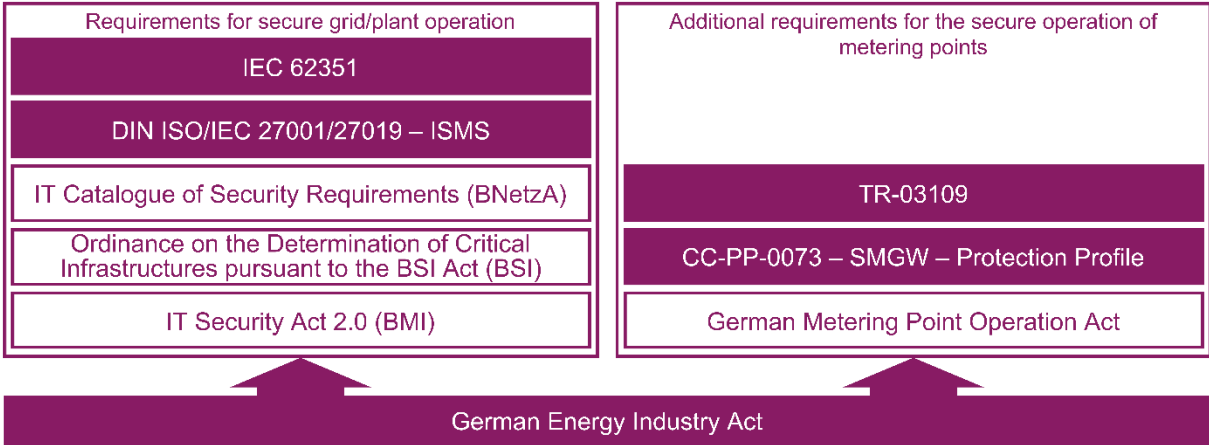 Requirements for secure grid/plant operation
IEC 62351
DIN ISO/IEC 27001/27019 – ISMS
IT Catalogue of Security Requirements (BNetzA)
Ordinance on the Determination of Critical
Infrastructures pursuant to the BSI Act (BSI)
IT Security Act 2.0 (BMI)
Additional requirements for the secure operation of
metering points
TR-03109
CC-PP-0073 – SMGW – Protection Profile
German Metering Point Operation Act
German Energy Industry Act